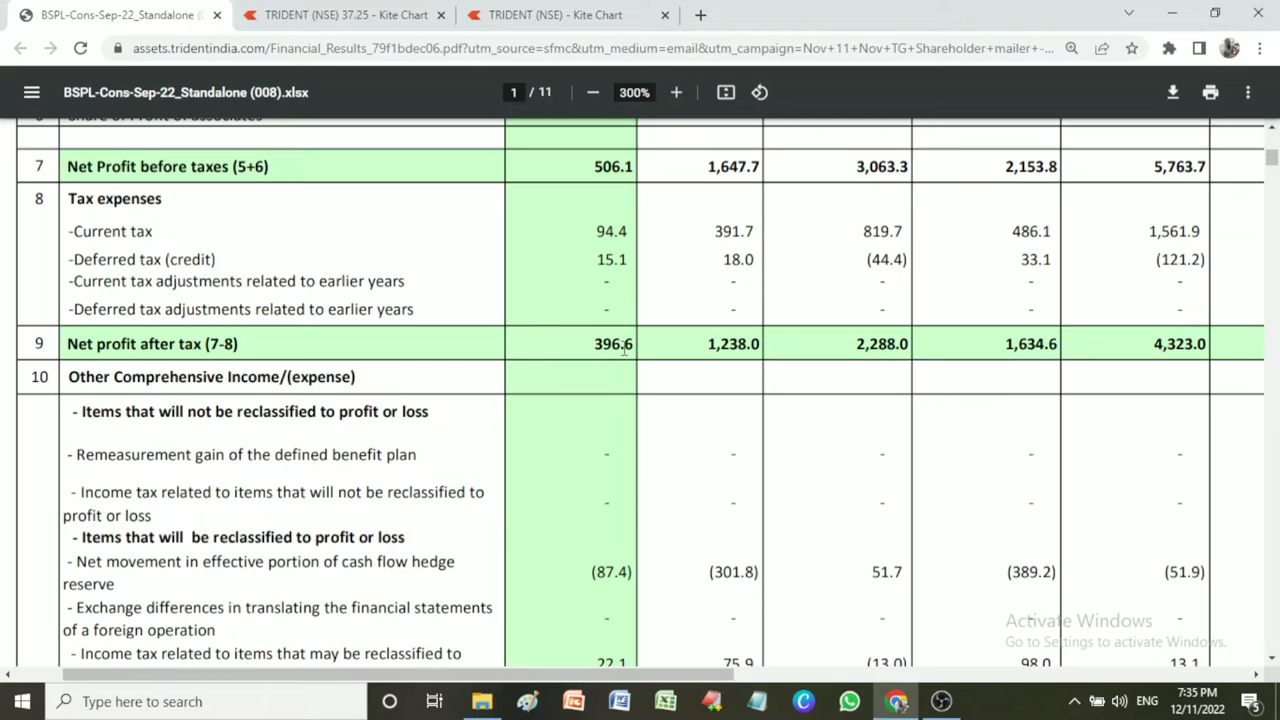 BSPL-Cons-Sep-22_Standalone (
TRIDENT (NSE) 37.25 - Kite Chart
TRIDENT (NSE) - Kite Chart
assets.tridentindia.com/Financial_Results_79f1bdec06.pdf?utm_source=sfmc&utm_medium=email&utm_campaign=Nov+11+Nov+TG+Shareholder+mailer+-...
BSPL-Cons-Sep-22_Standalone (008).xlsx
1 / 11
300%
7 Net Profit before taxes (5+6) 506.1 1,647.7 3,063.3 2,153.8 5,763.7
8 Tax expenses
-Current tax 94.4 391.7 819.7 486.1 1,561.9
-Deferred tax (credit) 15.1 18.0 (44.4) 33.1 (121.2)
-Current tax adjustments related to earlier years - - - - -
-Deferred tax adjustments related to earlier years - - - - -
9 Net profit after tax (7-8) 396.6 1,238.0 2,288.0 1,634.6 4,323.0
10 Other Comprehensive Income/(expense)
- Items that will not be reclassified to profit or loss
- Remeasurement gain of the defined benefit plan - - - - -
- Income tax related to items that will not be reclassified to
profit or loss - - - - -
- Items that will be reclassified to profit or loss
- Net movement in effective portion of cash flow hedge
reserve (87.4) (301.8) 51.7 (389.2) (51.9)
- Exchange differences in translating the financial statements
of a foreign operation - - - - -
- Income tax related to items that may be reclassified to 22.1 75.9 (13.0) 98.0 13.1
Activate Windows
Go to Settings to activate Windows.
Type here to search
ENG
7:35 PM
12/11/2022
5